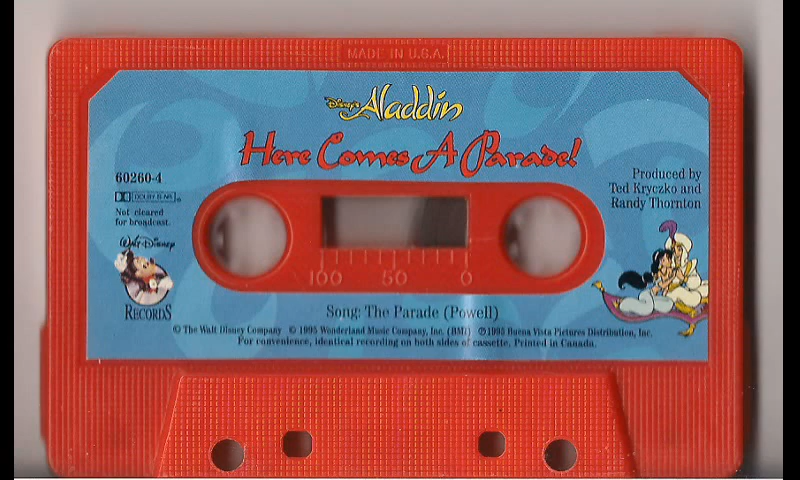 MADE IN U.S.A.
Disney's Aladdin
Here Comes A Parade!
60260-4
DOLBY B NR
Not cleared
for broadcast.
Produced by
Ted Kryczko and
Randy Thornton
WALT DISNEY
RECORDS
100 50 0
Song: The Parade (Powell)
© The Walt Disney Company © 1995 Wonderland Music Company, Inc. (BMI) ℗ 1995 Buena Vista Pictures Distribution, Inc.
For convenience, identical recording on both sides of cassette. Printed in Canada.